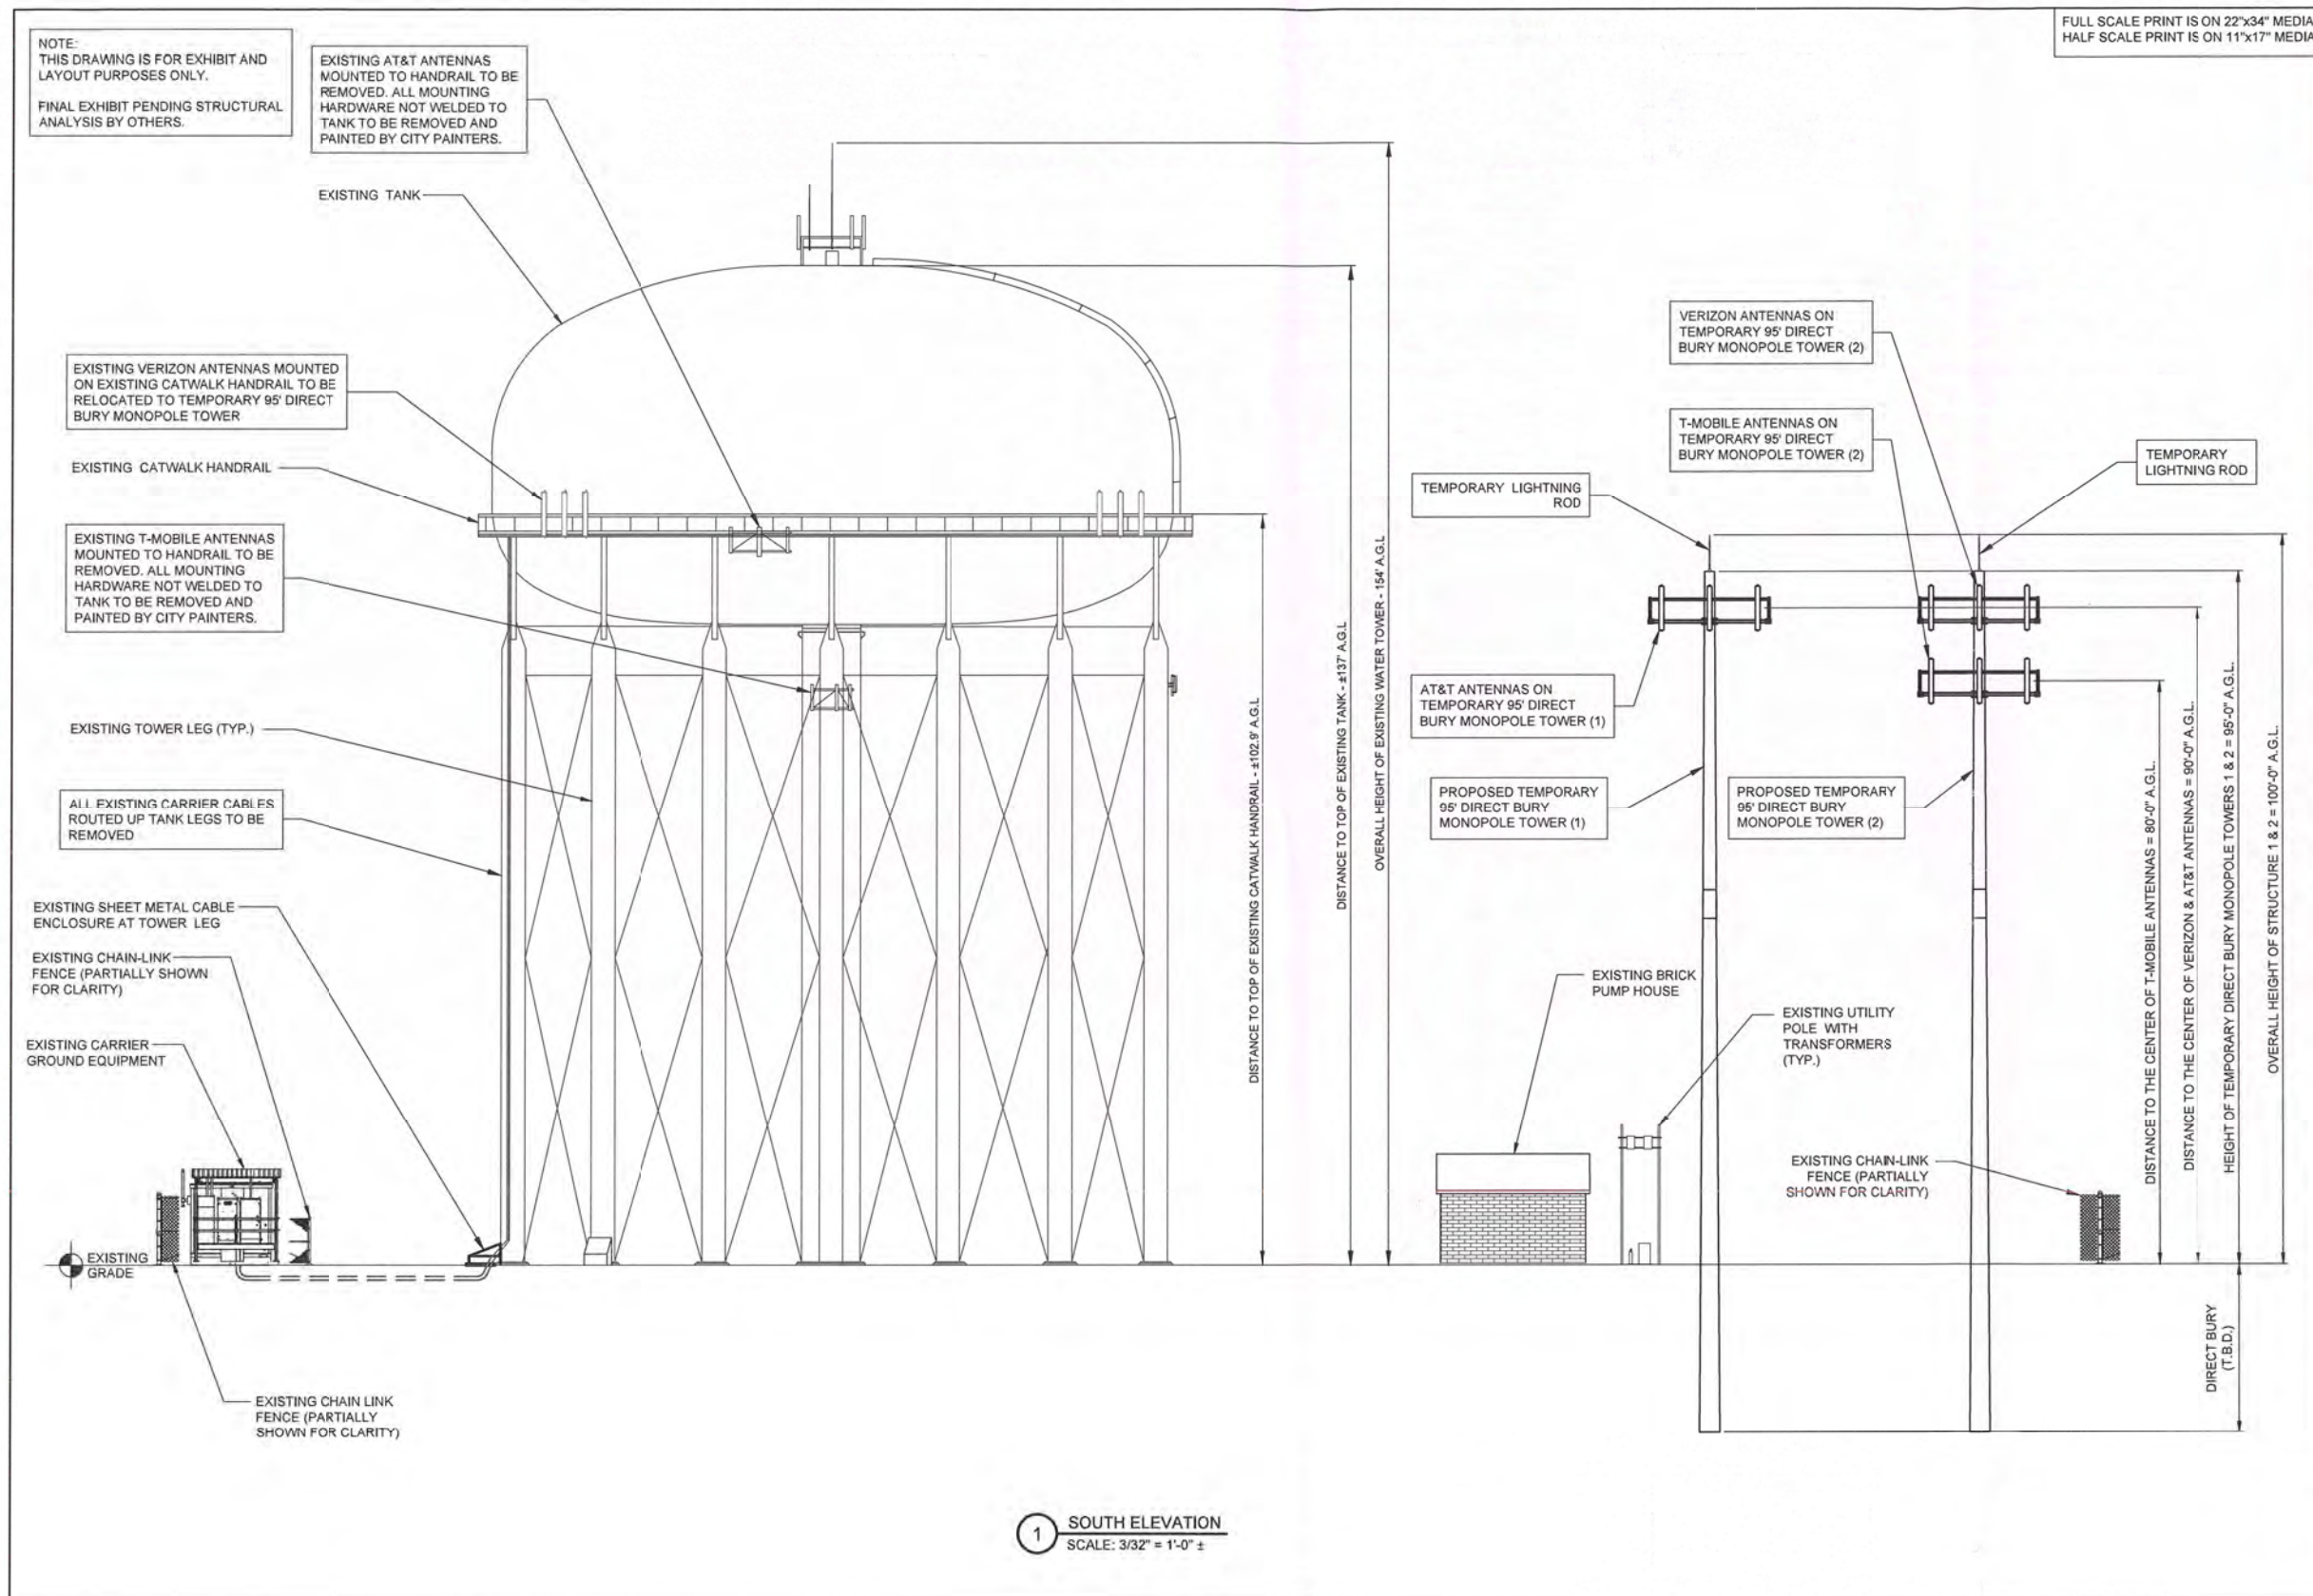 FULL SCALE PRINT IS ON 22"x34" MEDIA
HALF SCALE PRINT IS ON 11"x17" MEDIA
NOTE:
THIS DRAWING IS FOR EXHIBIT AND
LAYOUT PURPOSES ONLY.
FINAL EXHIBIT PENDING STRUCTURAL
ANALYSIS BY OTHERS.
EXISTING AT&T ANTENNAS
MOUNTED TO HANDRAIL TO BE
REMOVED. ALL MOUNTING
HARDWARE NOT WELDED TO
TANK TO BE REMOVED AND
PAINTED BY CITY PAINTERS.
EXISTING TANK
EXISTING VERIZON ANTENNAS MOUNTED
ON EXISTING CATWALK HANDRAIL TO BE
RELOCATED TO TEMPORARY 95' DIRECT
BURY MONOPOLE TOWER
EXISTING CATWALK HANDRAIL
EXISTING T-MOBILE ANTENNAS
MOUNTED TO HANDRAIL TO BE
REMOVED. ALL MOUNTING
HARDWARE NOT WELDED TO
TANK TO BE REMOVED AND
PAINTED BY CITY PAINTERS.
EXISTING TOWER LEG (TYP.)
ALL EXISTING CARRIER CABLES
ROUTED UP TANK LEGS TO BE
REMOVED
EXISTING SHEET METAL CABLE
ENCLOSURE AT TOWER LEG
EXISTING CHAIN-LINK
FENCE (PARTIALLY SHOWN
FOR CLARITY)
EXISTING CARRIER
GROUND EQUIPMENT
EXISTING
GRADE
EXISTING CHAIN LINK
FENCE (PARTIALLY
SHOWN FOR CLARITY)
DISTANCE TO TOP OF EXISTING CATWALK HANDRAIL - ±102.9' A.G.L
DISTANCE TO TOP OF EXISTING TANK - ±137' A.G.L
OVERALL HEIGHT OF EXISTING WATER TOWER - 154' A.G.L
VERIZON ANTENNAS ON
TEMPORARY 95' DIRECT
BURY MONOPOLE TOWER (2)
T-MOBILE ANTENNAS ON
TEMPORARY 95' DIRECT
BURY MONOPOLE TOWER (2)
TEMPORARY
LIGHTNING ROD
TEMPORARY LIGHTNING
ROD
AT&T ANTENNAS ON
TEMPORARY 95' DIRECT
BURY MONOPOLE TOWER (1)
PROPOSED TEMPORARY
95' DIRECT BURY
MONOPOLE TOWER (1)
PROPOSED TEMPORARY
95' DIRECT BURY
MONOPOLE TOWER (2)
EXISTING BRICK
PUMP HOUSE
EXISTING UTILITY
POLE WITH
TRANSFORMERS
(TYP.)
EXISTING CHAIN-LINK
FENCE (PARTIALLY
SHOWN FOR CLARITY)
DISTANCE TO THE CENTER OF T-MOBILE ANTENNAS = 80'-0" A.G.L.
DISTANCE TO THE CENTER OF VERIZON & AT&T ANTENNAS = 90'-0" A.G.L.
HEIGHT OF TEMPORARY DIRECT BURY MONOPOLE TOWERS 1 & 2 = 95'-0" A.G.L.
OVERALL HEIGHT OF STRUCTURE 1 & 2 = 100'-0" A.G.L.
DIRECT BURY
(T.B.D.)
1
SOUTH ELEVATION
SCALE: 3/32" = 1'-0" ±